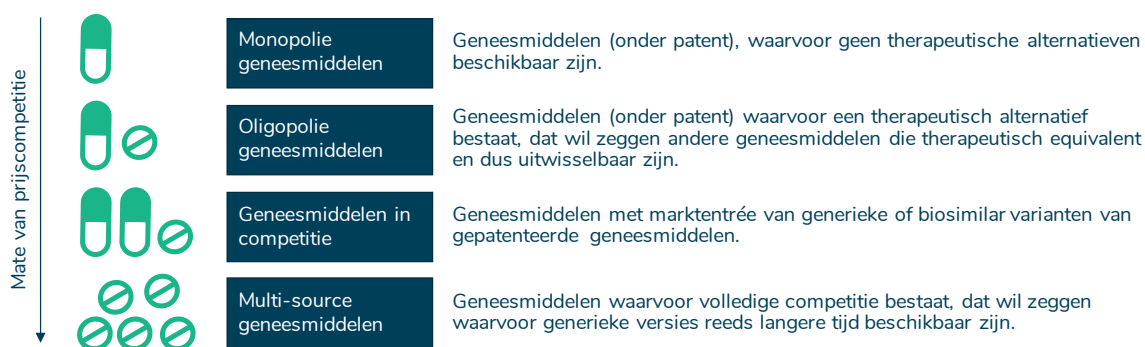 Mate van prijscompetitie
Monopolie
geneesmiddelen
Geneesmiddelen (onder patent), waarvoor geen therapeutische alternatieven
beschikbaar zijn.
Oligopolie
geneesmiddelen
Geneesmiddelen (onder patent) waarvoor een therapeutisch alternatief
bestaat, dat wil zeggen andere geneesmiddelen die therapeutisch equivalent
en dus uitwisselbaar zijn.
Geneesmiddelen in
competitie
Geneesmiddelen met marktentrée van generieke of biosimilar varianten van
gepatenteerde geneesmiddelen.
Multi-source
geneesmiddelen
Geneesmiddelen waarvoor volledige competitie bestaat, dat wil zeggen
waarvoor generieke versies reeds langere tijd beschikbaar zijn.